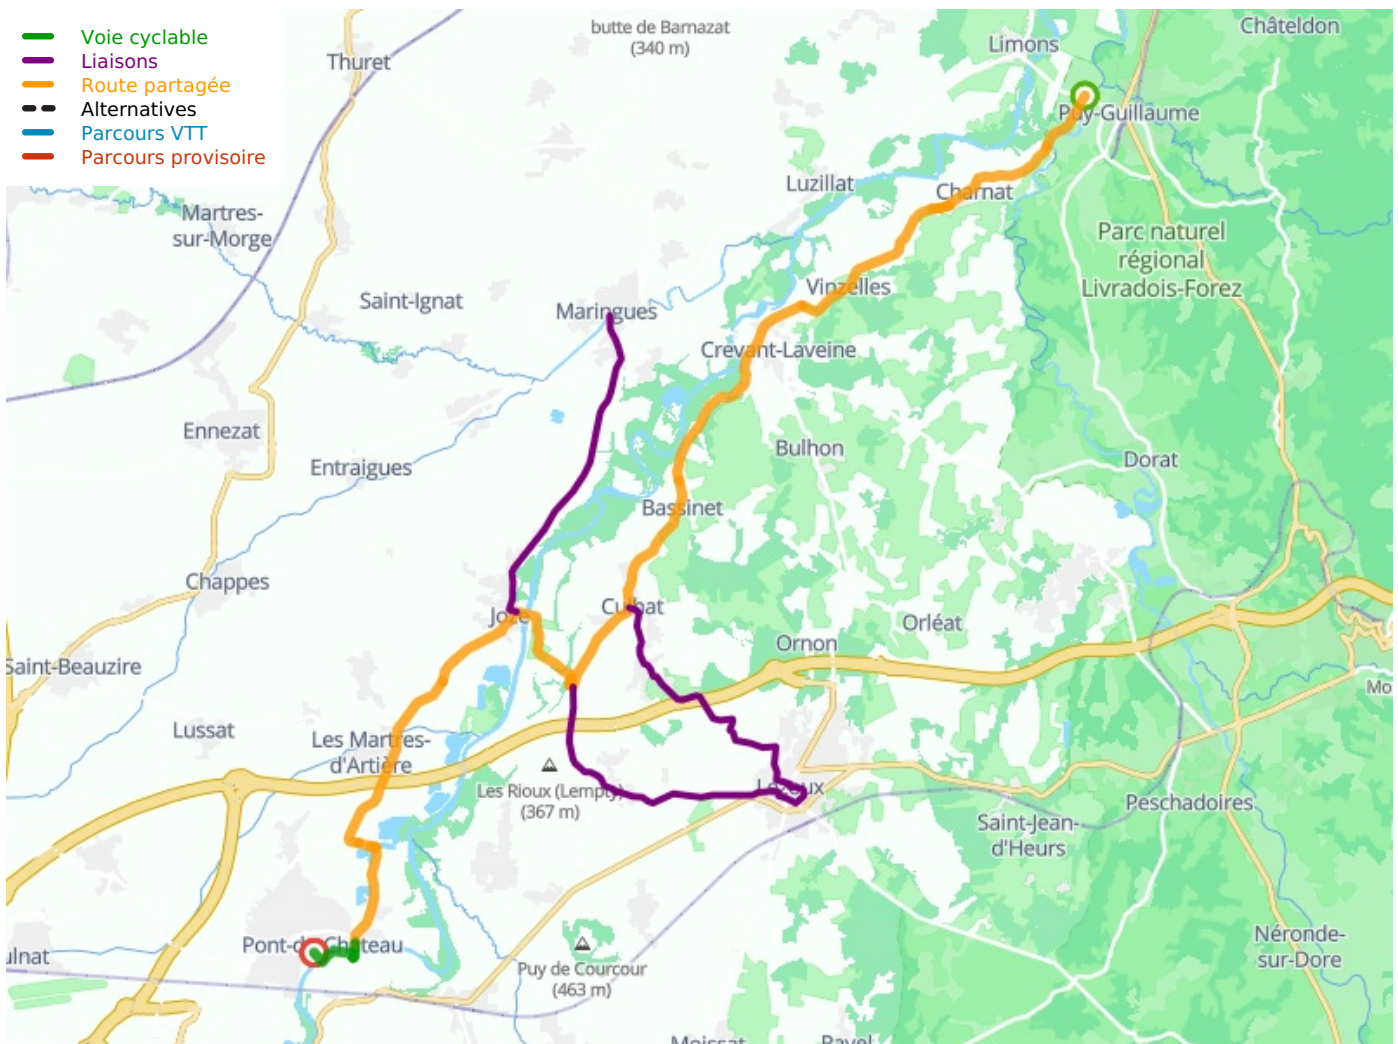 Voie cyclable
Liaisons
Route partagée
Alternatives
Parcours VTT
Parcours provisoire
butte de Barnazat
(340 m)
Châteldon
Limons
Thuret
Puy-Guillaume
Luzillat
Charnat
Martres-
sur-Morge
Parc naturel
régional
Livradois-Forez
Vinzelles
Saint-Ignat
Maringues
Crevant-Laveine
Ennezat
Bulhon
Entraigues
Dorat
Bassinet
Chappes
Joze
Culhat
Orléat
Ornon
Saint-Beauzire
Mo
Lussat
Les Martres-
d'Artière
Les Rioux (Lempty)
(367 m)
Lezoux
Peschadoires
Saint-Jean-
d'Heurs
Pont-du-Château
ulnat
Néronde-
sur-Dore
Puy de Courcour
(463 m)
Moissat
Ravel